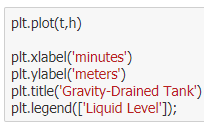 plt.plot(t,h)
plt.xlabel('minutes')
plt.ylabel('meters')
plt.title('Gravity-Drained Tank')
plt.legend(['Liquid Level']);